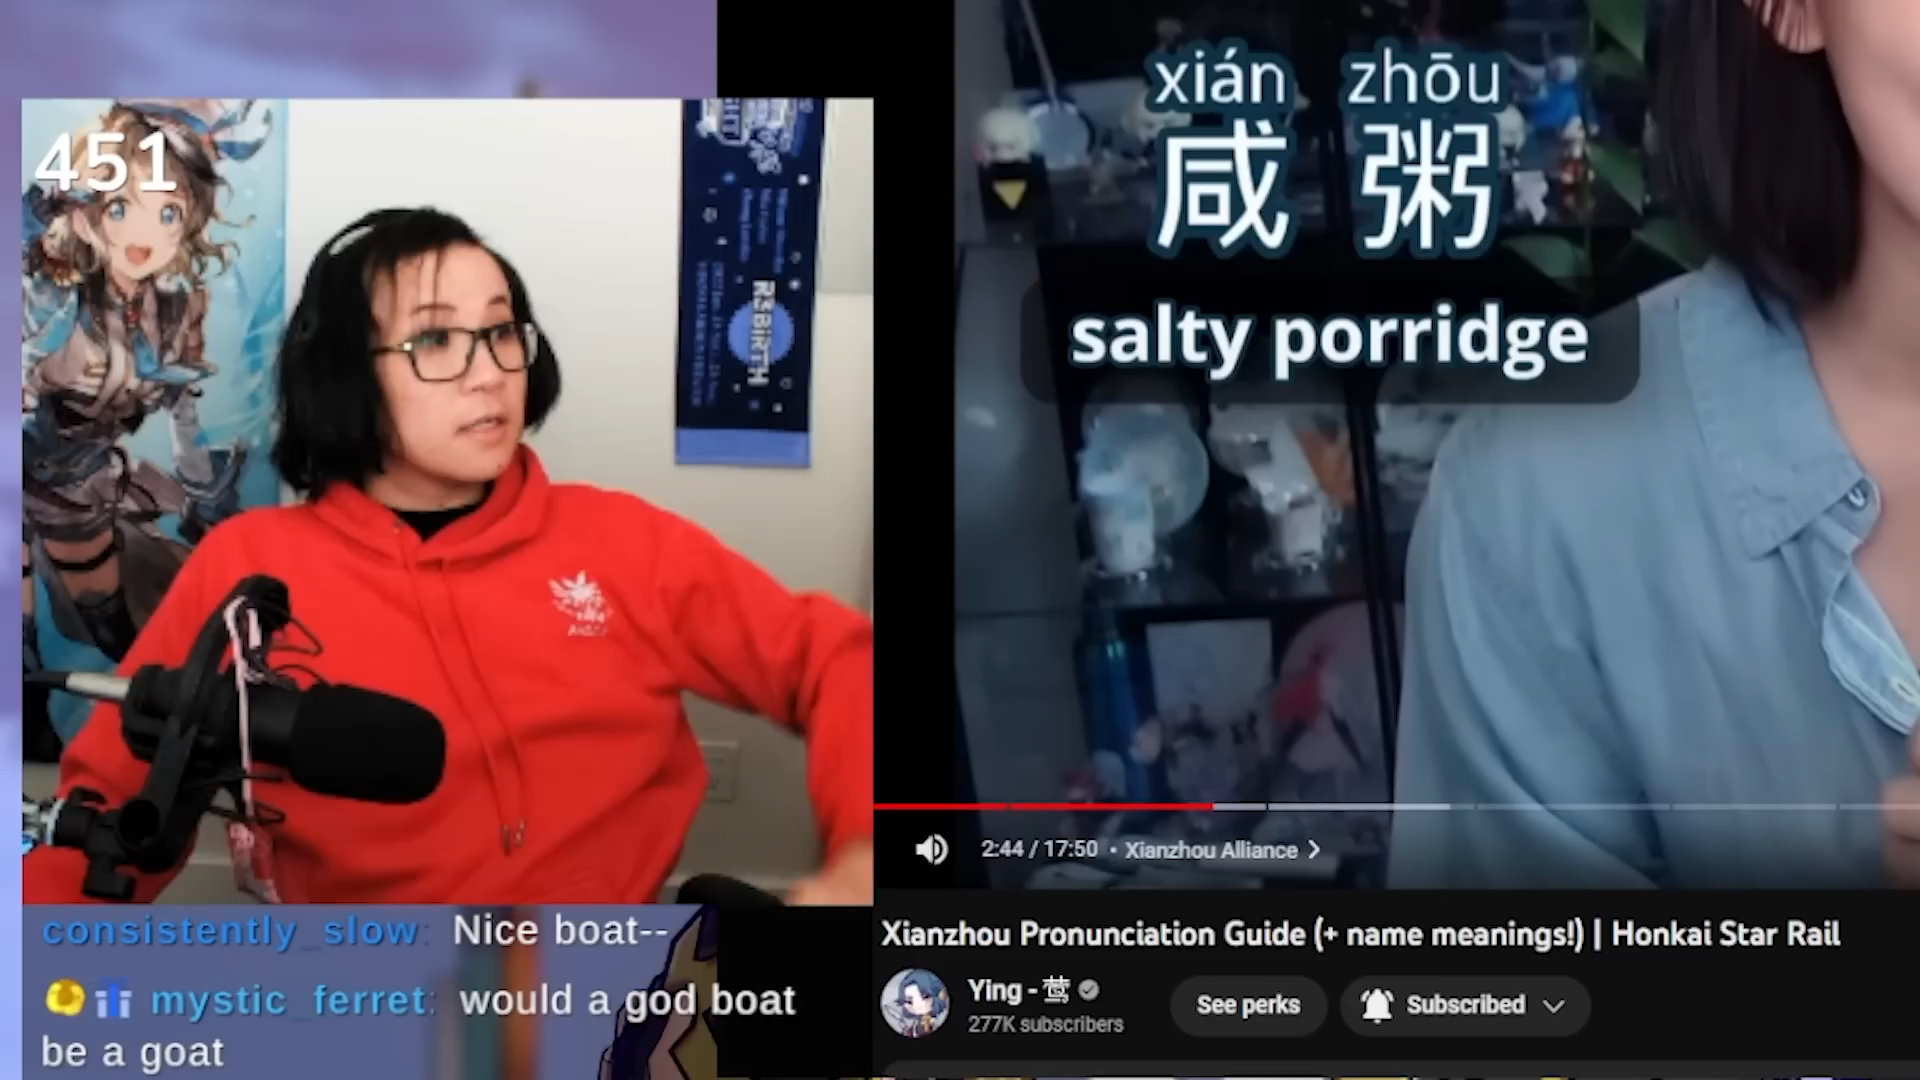 451
REBIRTH
consistently_slow: Nice boat--
mystic_ferret: would a god boat
be a goat
xián zhōu
咸粥
salty porridge
2:44 / 17:50 • Xianzhou Alliance >
Xianzhou Pronunciation Guide (+ name meanings!) | Honkai Star Rail
Ying - 莺
277K subscribers
See perks
Subscribed